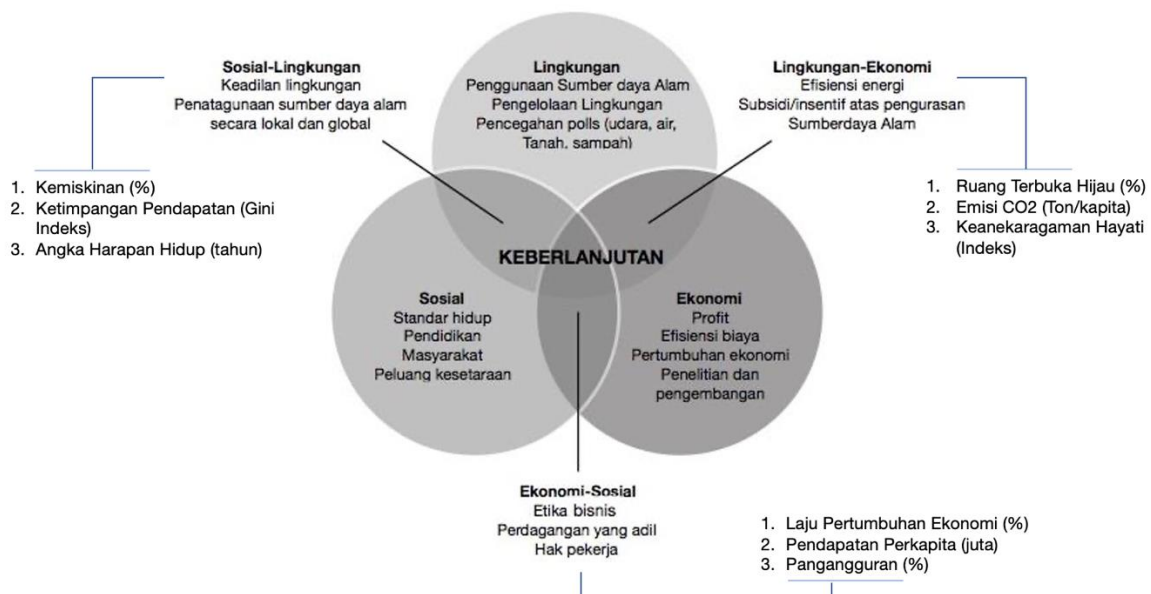 Sosial-Lingkungan
Keadilan lingkungan
Penatagunaan sumber daya alam
secara lokal dan global
Lingkungan
Penggunaan Sumber daya Alam
Pengelolaan Lingkungan
Pencegahan polls (udara, air,
Tanah, sampah)
Lingkungan-Ekonomi
Efisiensi energi
Subsidi/insentif atas pengurasan
Sumberdaya Alam
1. Kemiskinan (%)
2. Ketimpangan Pendapatan (Gini
Indeks)
3. Angka Harapan Hidup (tahun)
1. Ruang Terbuka Hijau (%)
2. Emisi CO2 (Ton/kapita)
3. Keanekaragaman Hayati
(Indeks)
KEBERLANJUTAN
Sosial
Standar hidup
Pendidikan
Masyarakat
Peluang kesetaraan
Ekonomi
Profit
Efisiensi biaya
Pertumbuhan ekonomi
Penelitian dan
pengembangan
Ekonomi-Sosial
Etika bisnis
Perdagangan yang adil
Hak pekerja
1. Laju Pertumbuhan Ekonomi (%)
2. Pendapatan Perkapita (juta)
3. Pangangguran (%)